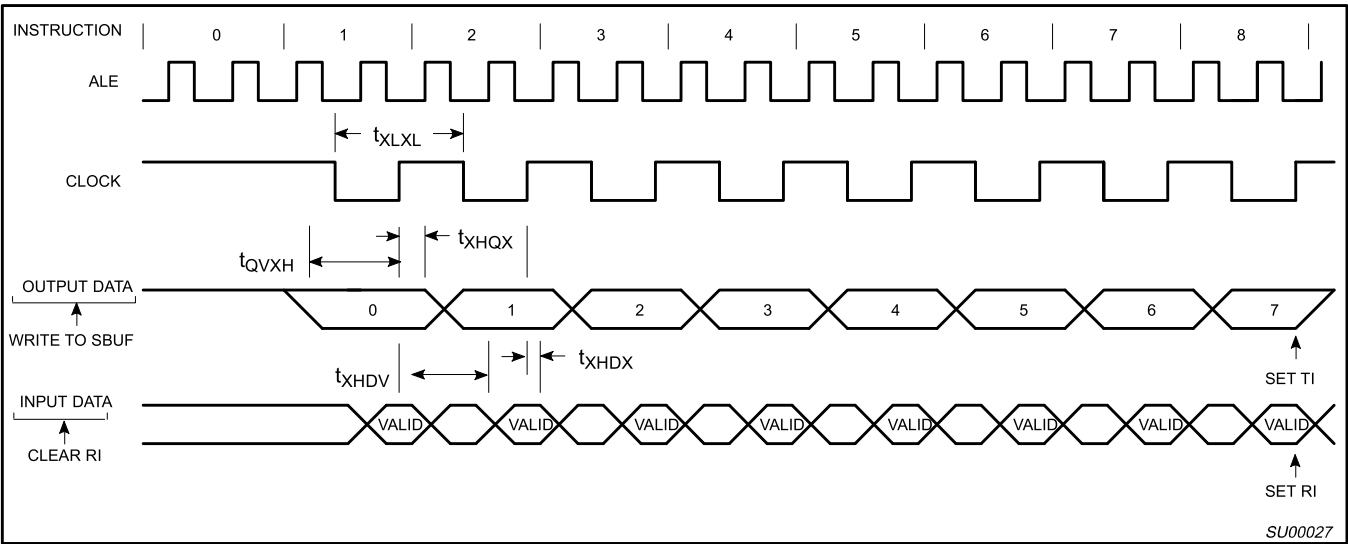 INSTRUCTION 0 1 2 3 4 5 6 7 8
ALE
tXLXL
CLOCK
tXHQX
tQVXH
OUTPUT DATA
0 1 2 3 4 5 6 7
WRITE TO SBUF
tXHDX
tXHDV
SET TI
INPUT DATA
VALID VALID VALID VALID VALID VALID VALID VALID
CLEAR RI
SET RI
SU00027